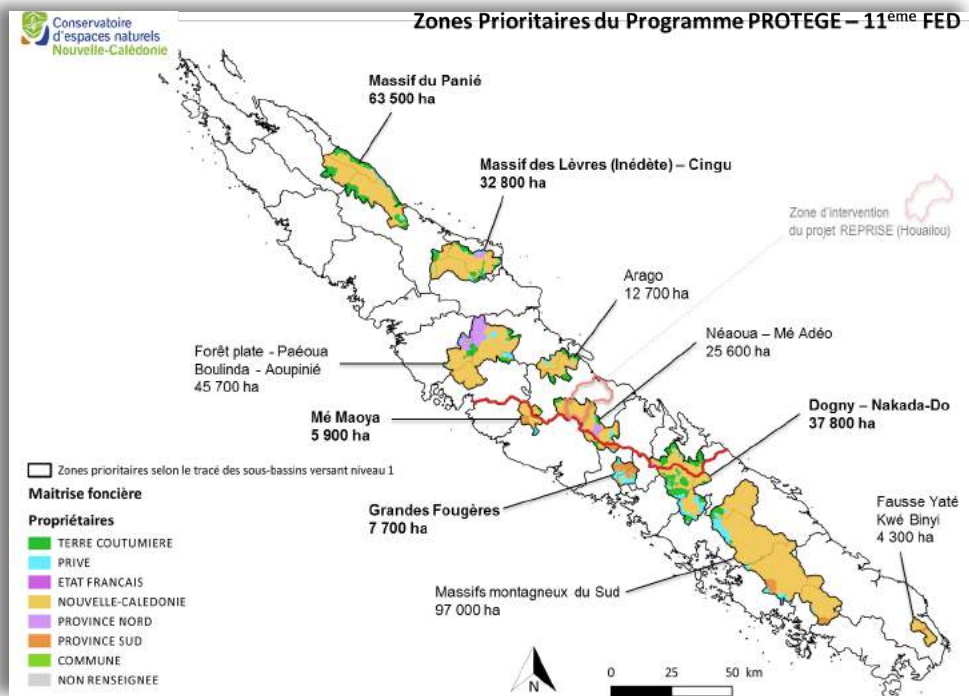 Conservatoire
d'espaces naturels
Nouvelle-Calédonie
Zones Prioritaires du Programme PROTEGE – 11eme FED
Massif du Panié
63 500 ha
Massif des Lèvres (Inédète) – Cingu
32 800 ha
Zone d'intervention
du projet REPRISE (Houailou)
Arago
12 700 ha
Néaoua – Mé Adéo
25 600 ha
Forêt plate - Paéoua
Boulinda - Aoupinié
45 700 ha
Mé Maoya
5 900 ha
Dogny – Nakada-Do
37 800 ha
Grandes Fougères
7 700 ha
Fausse Yaté
Kwé Binyi
4 300 ha
Massifs montagneux du Sud
97 000 ha
Zones prioritaires selon le tracé des sous-bassins versant niveau 1
Maitrise foncière
Propriétaires
TERRE COUTUMIERE
PRIVE
ETAT FRANCAIS
NOUVELLE-CALEDONIE
PROVINCE NORD
PROVINCE SUD
COMMUNE
NON RENSEIGNEE
N
0 25 50 km